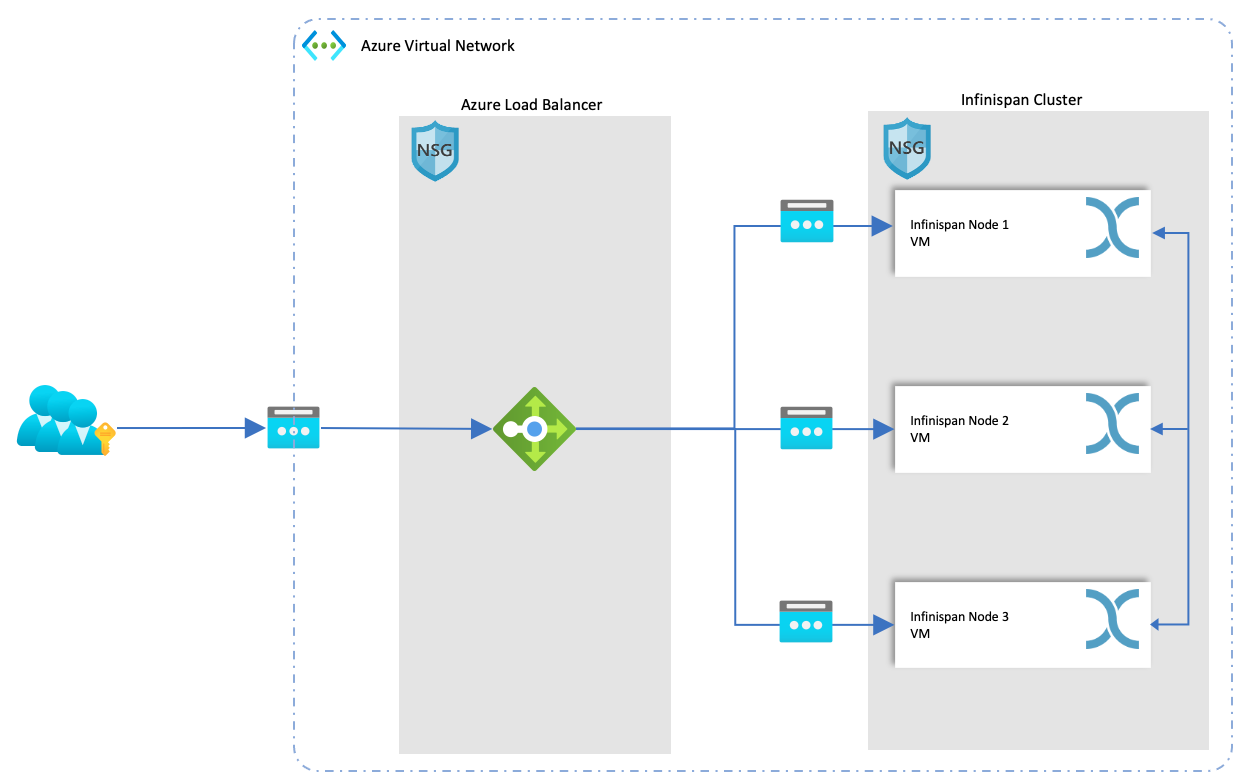 Azure Virtual Network
Azure Load Balancer
NSG
Infinispan Cluster
NSG
Infinispan Node 1
VM
Infinispan Node 2
VM
Infinispan Node 3
VM